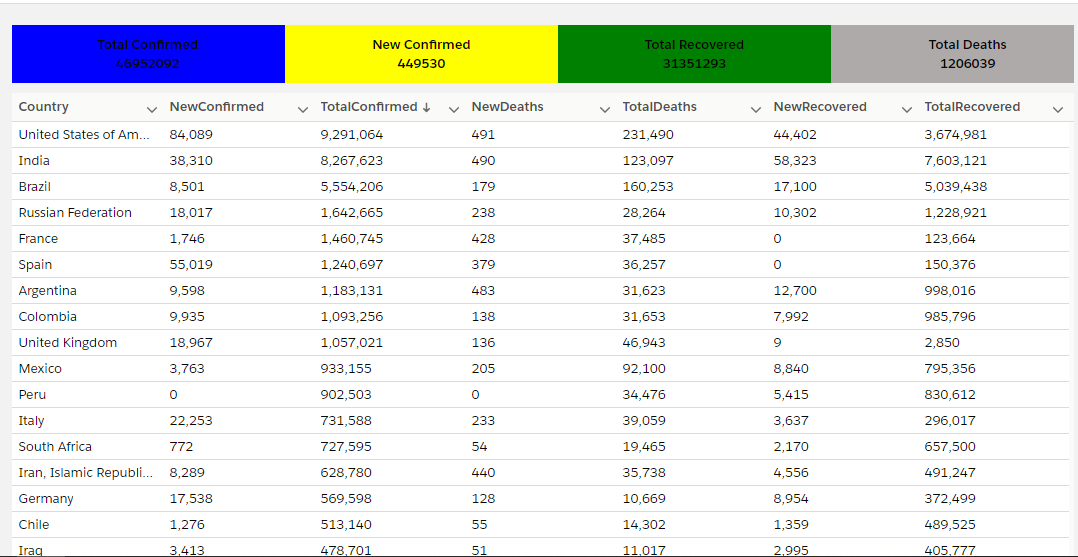 Total Confirmed New Confirmed Total Recovered Total Deaths
46952092 449530 31351293 1206039
Country NewConfirmed TotalConfirmed ↓ NewDeaths TotalDeaths NewRecovered TotalRecovered
United States of Am... 84,089 9,291,064 491 231,490 44,402 3,674,981
India 38,310 8,267,623 490 123,097 58,323 7,603,121
Brazil 8,501 5,554,206 179 160,253 17,100 5,039,438
Russian Federation 18,017 1,642,665 238 28,264 10,302 1,228,921
France 1,746 1,460,745 428 37,485 0 123,664
Spain 55,019 1,240,697 379 36,257 0 150,376
Argentina 9,598 1,183,131 483 31,623 12,700 998,016
Colombia 9,935 1,093,256 138 31,653 7,992 985,796
United Kingdom 18,967 1,057,021 136 46,943 9 2,850
Mexico 3,763 933,155 205 92,100 8,840 795,356
Peru 0 902,503 0 34,476 5,415 830,612
Italy 22,253 731,588 233 39,059 3,637 296,017
South Africa 772 727,595 54 19,465 2,170 657,500
Iran, Islamic Republi... 8,289 628,780 440 35,738 4,556 491,247
Germany 17,538 569,598 128 10,669 8,954 372,499
Chile 1,276 513,140 55 14,302 1,359 489,525
Iraq 3,413 478,701 51 11,017 2,995 405,777